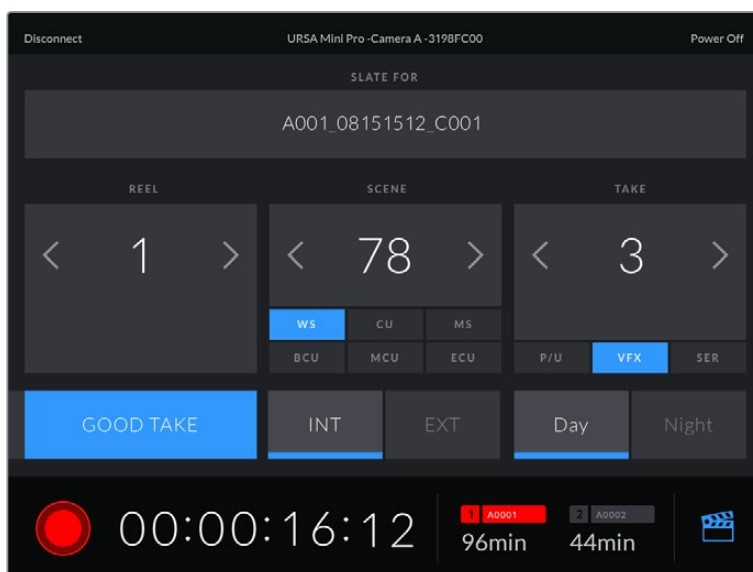 Disconnect URSA Mini Pro -Camera A -3198FC00 Power Off
SLATE FOR
A001_08151512_C001
REEL SCENE TAKE
1 78 3
WS CU MS
BCU MCU ECU P/U VFX SER
GOOD TAKE INT EXT Day Night
1 A0001 2 A0002
00:00:16:12 96min 44min